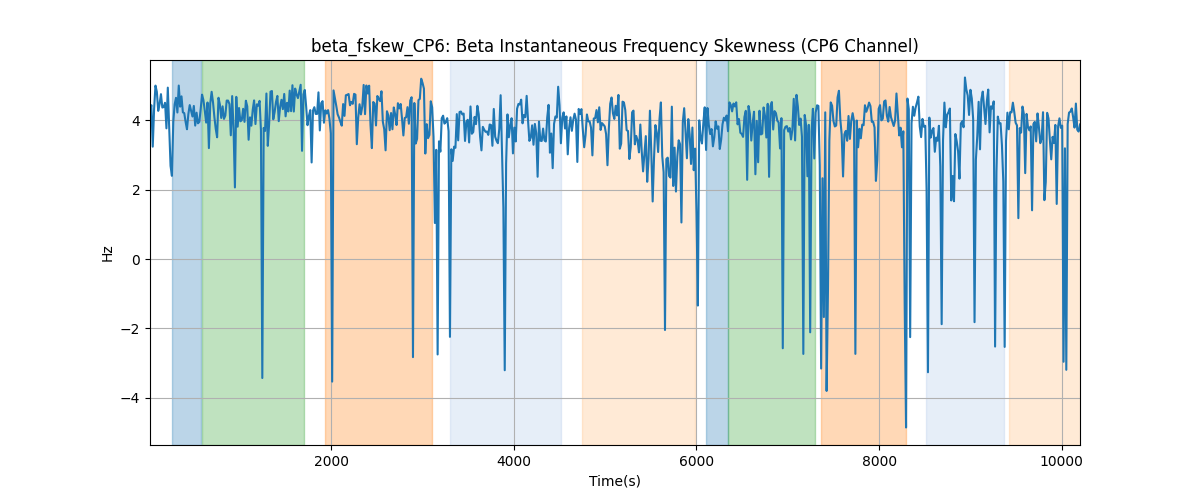 beta_fskew_CP6: Beta Instantaneous Frequency Skewness (CP6 Channel)
Hz
4
2
0
−2
−4
2000 4000 6000 8000 10000
Time(s)